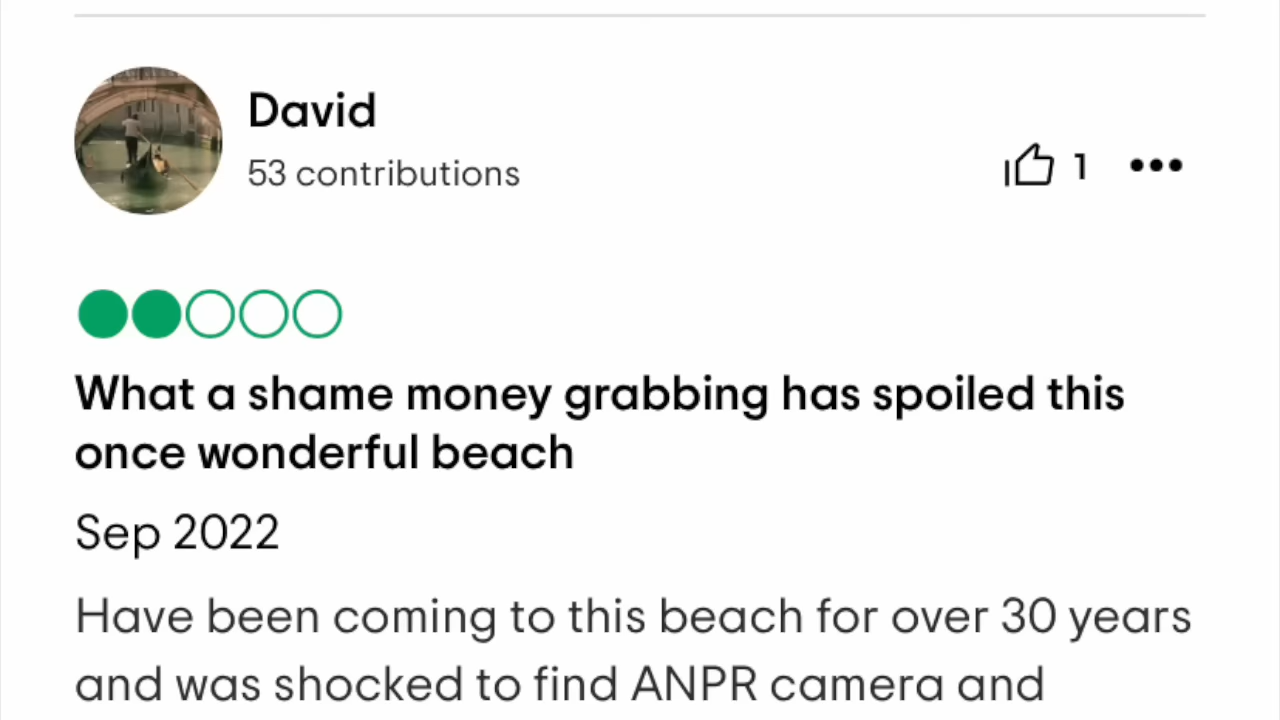 David
53 contributions
1
What a shame money grabbing has spoiled this
once wonderful beach
Sep 2022
Have been coming to this beach for over 30 years
and was shocked to find ANPR camera and